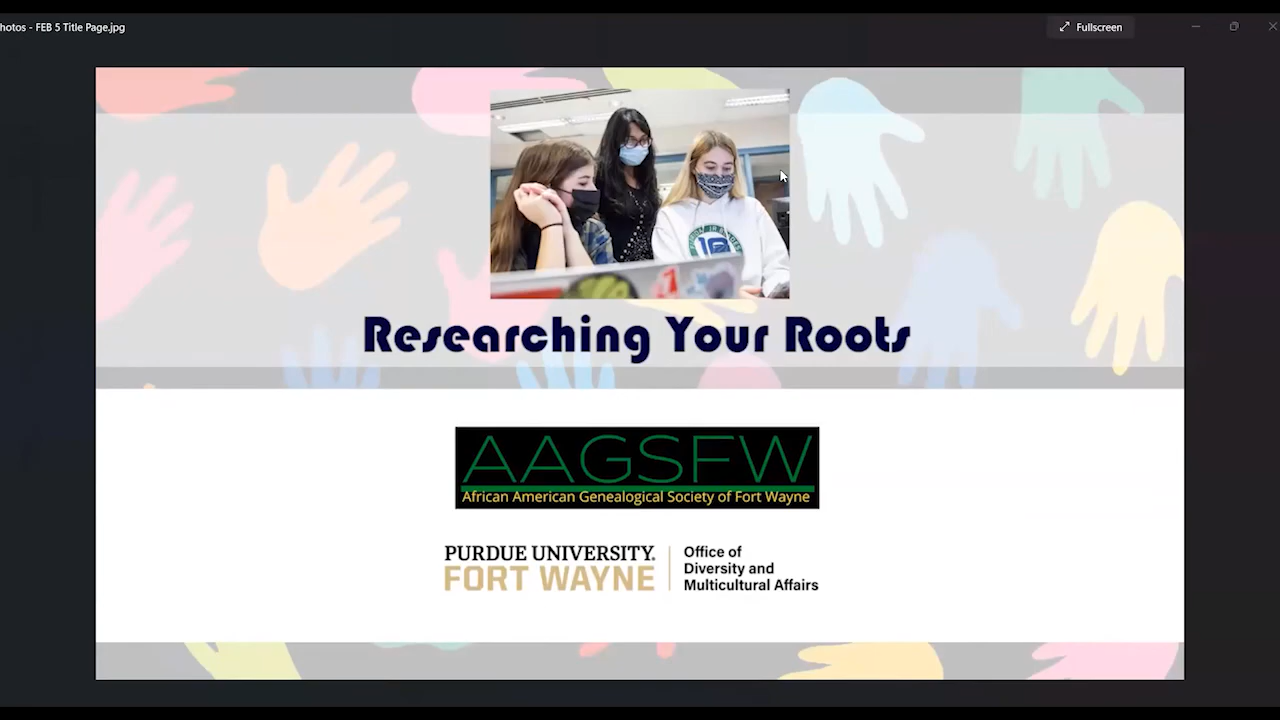 hotos - FEB 5 Title Page.jpg
Fullscreen
Researching Your Roots
AAGSFW
African American Genealogical Society of Fort Wayne
PURDUE UNIVERSITY®
FORT WAYNE
Office of
Diversity and
Multicultural Affairs